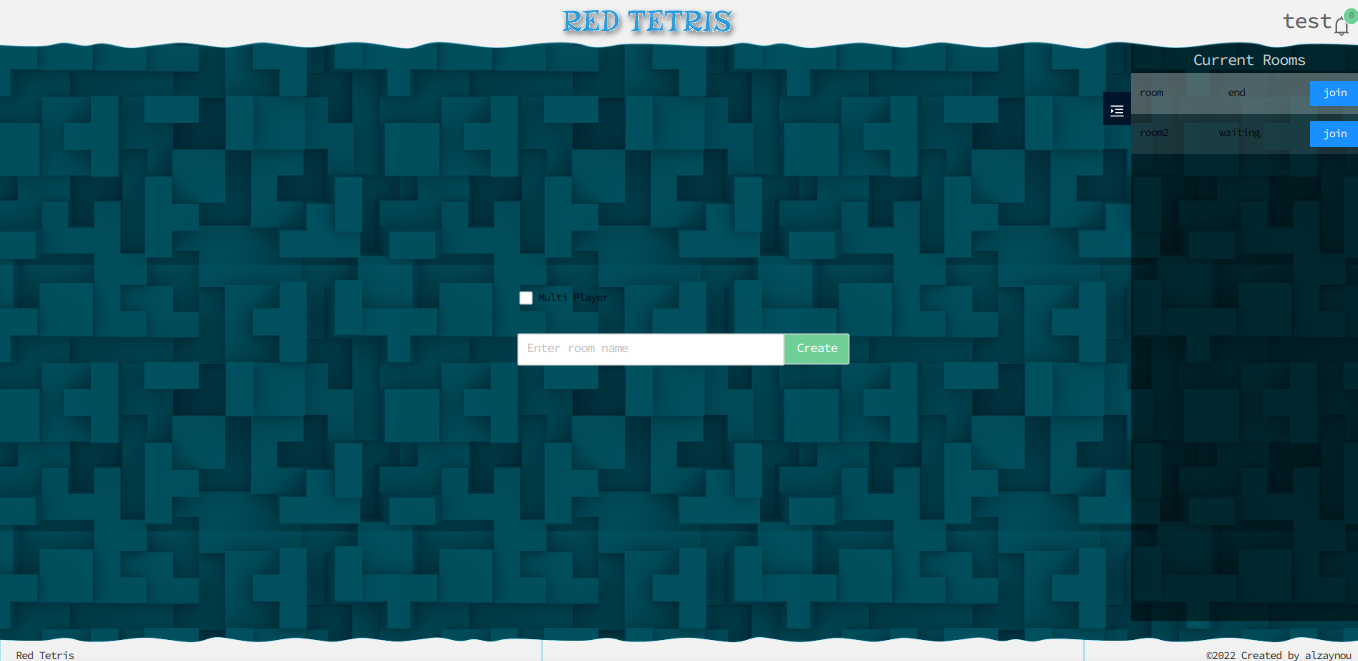 RED TETRIS
test
0
Current Rooms
room end join
room2 waiting join
Multi Player
Enter room name Create
Red Tetris
©2022 Created by alzaynou